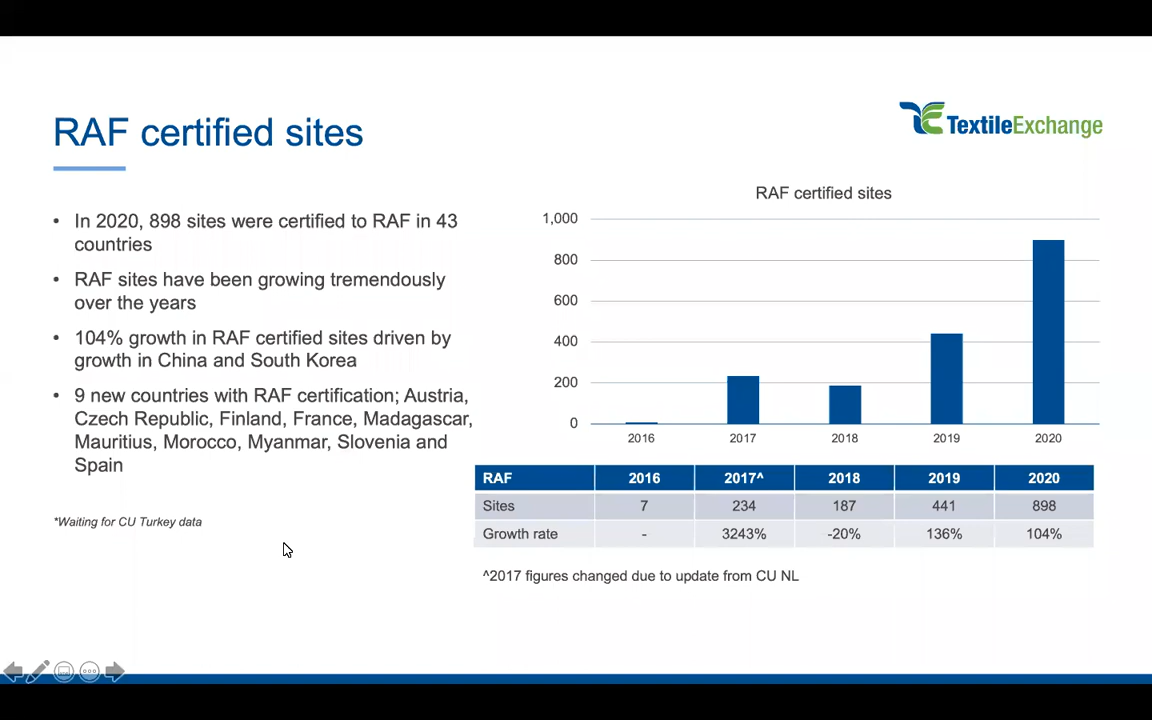 RAF certified sites
TextileExchange
• In 2020, 898 sites were certified to RAF in 43
countries
• RAF sites have been growing tremendously
over the years
• 104% growth in RAF certified sites driven by
growth in China and South Korea
• 9 new countries with RAF certification; Austria,
Czech Republic, Finland, France, Madagascar,
Mauritius, Morocco, Myanmar, Slovenia and
Spain
*Waiting for CU Turkey data
RAF certified sites
1,000
800
600
400
200
0
2016 2017 2018 2019 2020
RAF 2016 2017^ 2018 2019 2020
Sites 7 234 187 441 898
Growth rate - 3243% -20% 136% 104%
^2017 figures changed due to update from CU NL